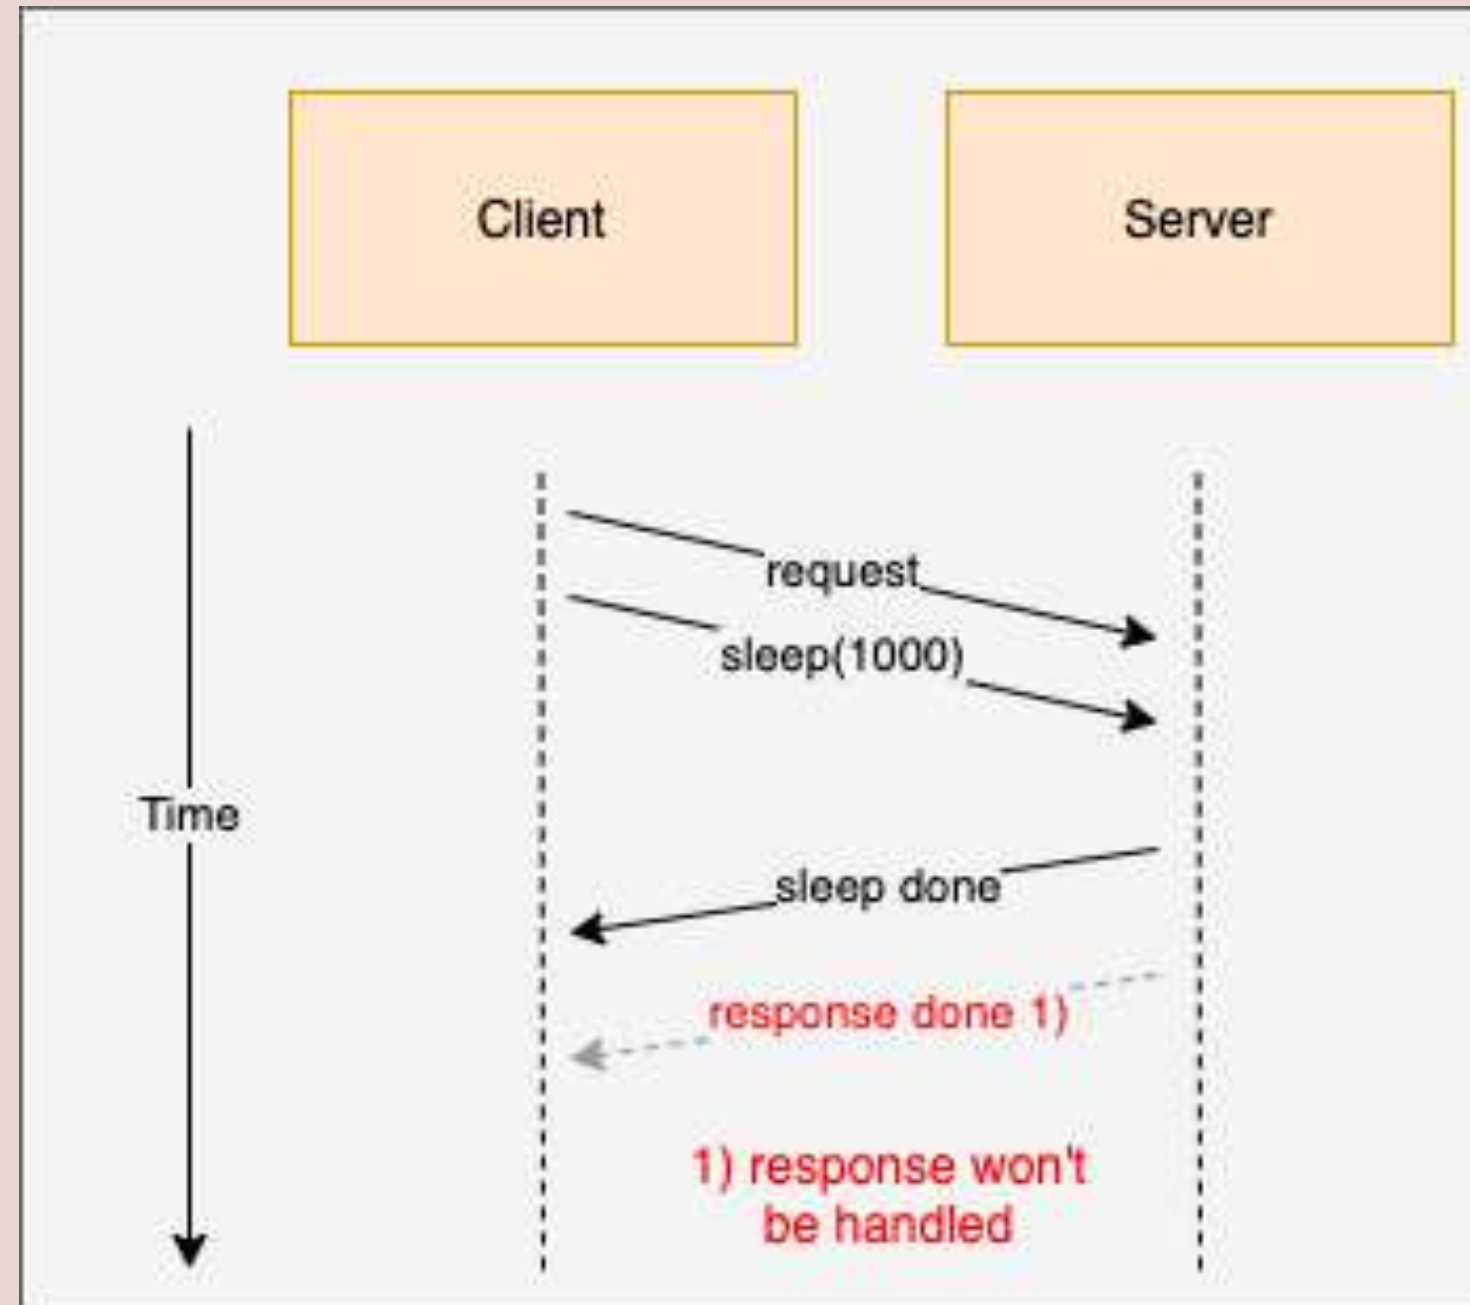 Client
Server
request
sleep(1000)
Time
sleep done
response done 1)
1) response won't
be handled